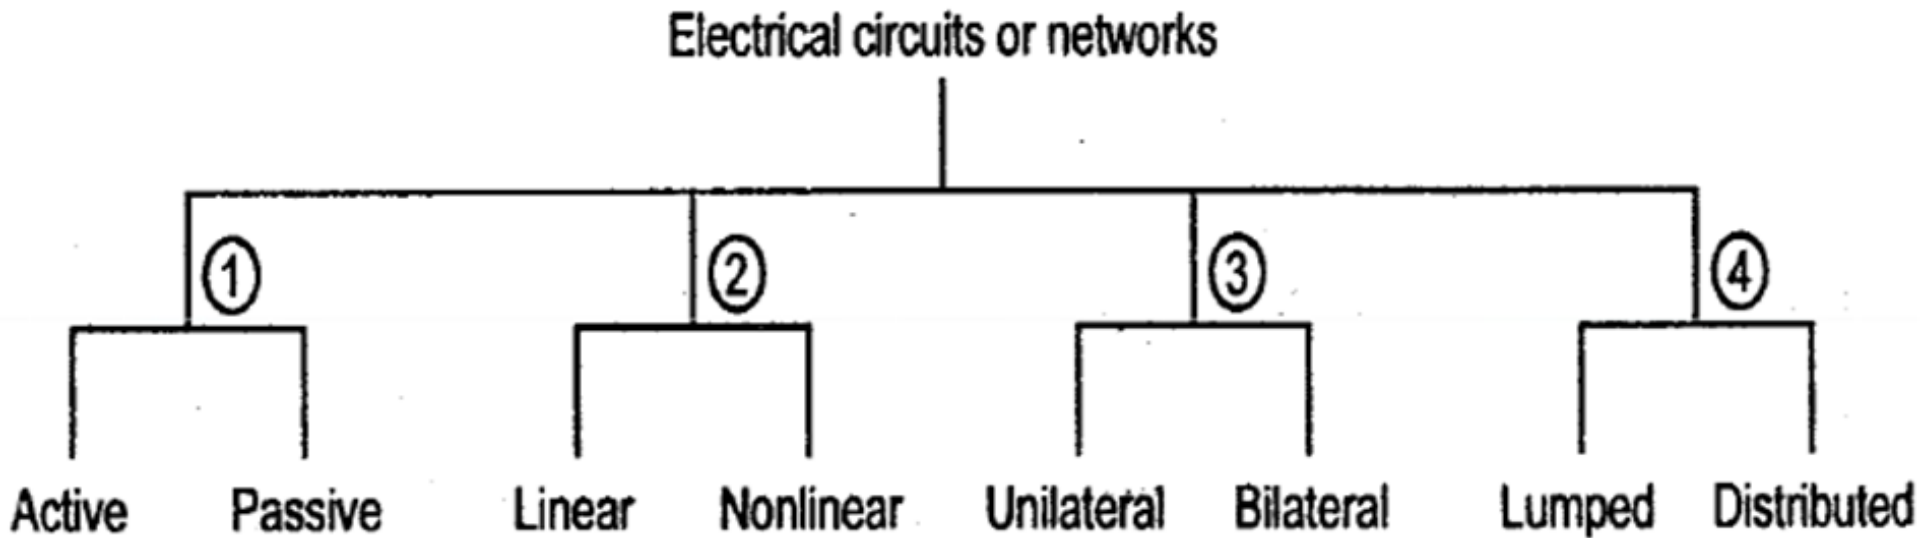 Electrical circuits or networks
1 2 3 4
Active Passive Linear Nonlinear Unilateral Bilateral Lumped Distributed